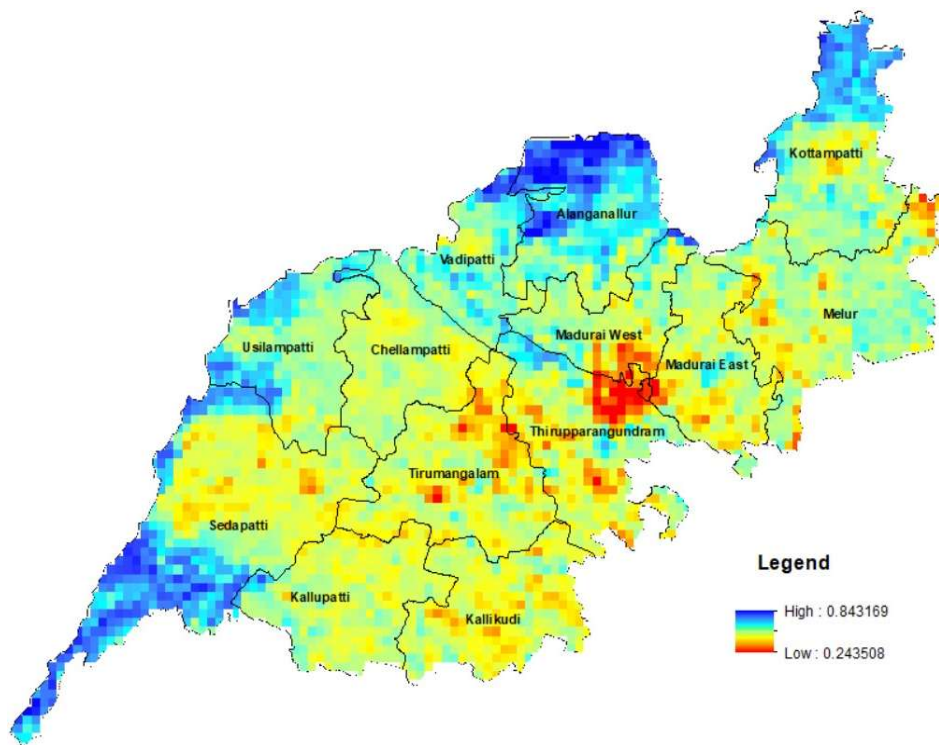 Kottampatti
Alanganallur
Vadipatti
Melur
Madurai West
Usilampatti
Chellampatti
Madurai East
Thirupparangundram
Tirumangalam
Sedapatti
Kallupatti
Kallikudi
Legend
High : 0.843169
Low : 0.243508